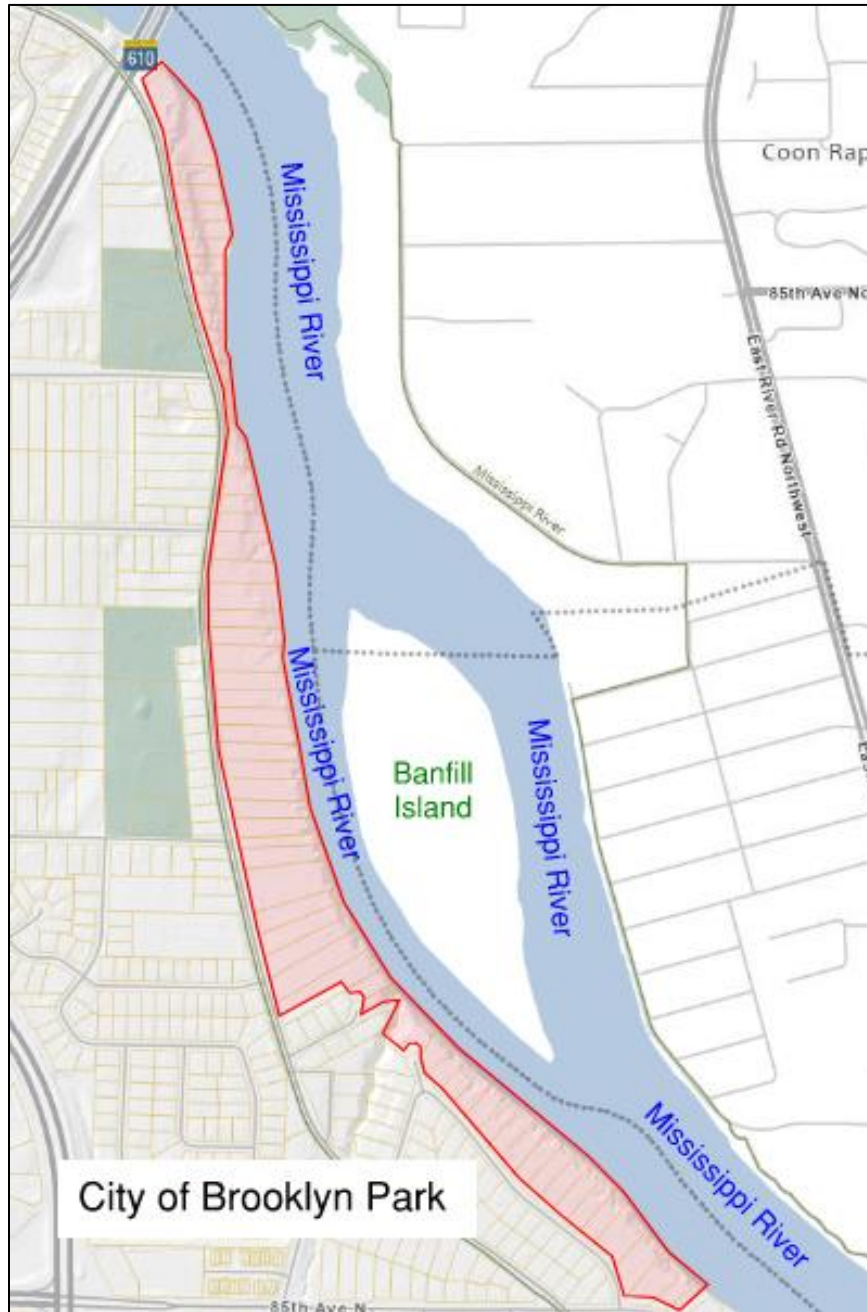 610
Coon Rap
Mississippi River
85th Ave No
East River Rd Northwest
Mississippi River
Mississippi River
Mississippi River
Banfill
Island
Eas
Mississippi River
City of Brooklyn Park
85th Ave N